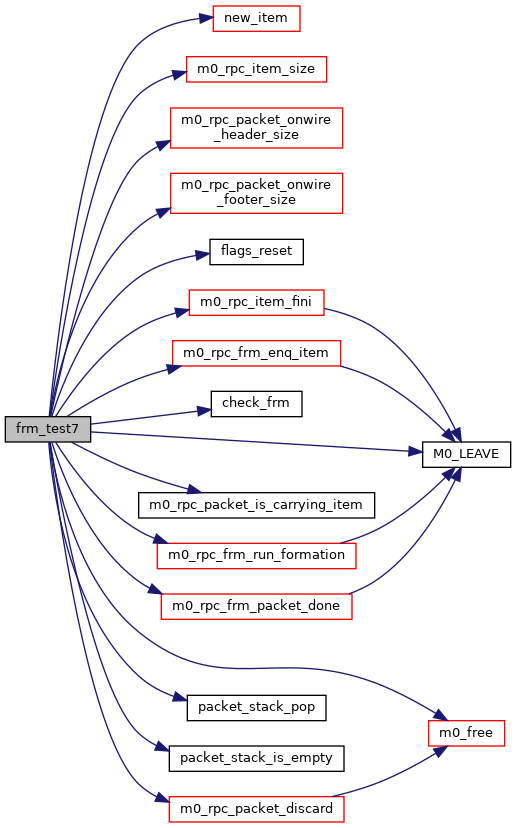 new_item
m0_rpc_item_size
m0_rpc_packet_onwire
_header_size
m0_rpc_packet_onwire
_footer_size
flags_reset
m0_rpc_item_fini
m0_rpc_frm_enq_item
check_frm
frm_test7
M0_LEAVE
m0_rpc_packet_is_carrying_item
m0_rpc_frm_run_formation
m0_rpc_frm_packet_done
packet_stack_pop
m0_free
packet_stack_is_empty
m0_rpc_packet_discard